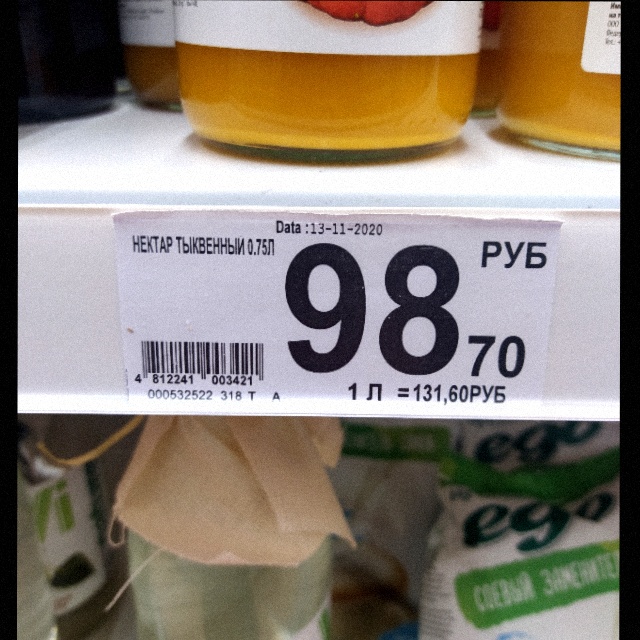 Data :13-11-2020
НЕКТАР ТЫКВЕННЫЙ 0.75Л
РУБ
98
70
4 812241 003421
000532522 318 Т А
1 Л =131,60РУБ
ego
ego
СОЕВЫЙ